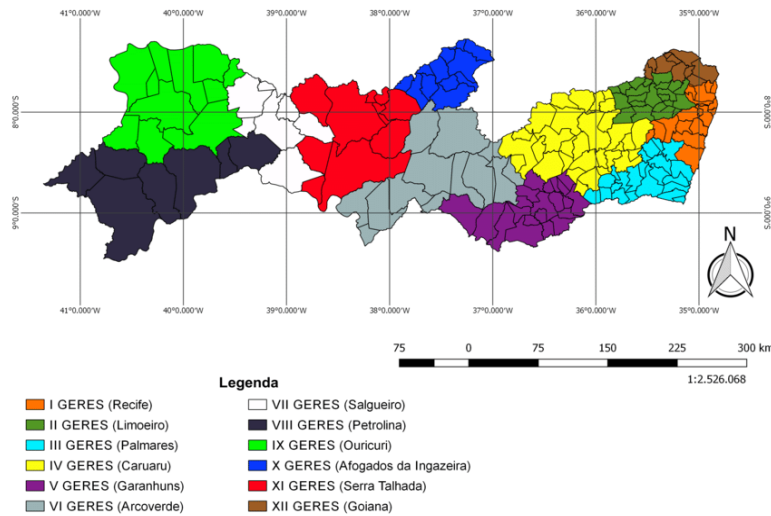 41°0.000'W 40°0.000'W 39°0.000'W 38°0.000'W 37°0.000'W 36°0.000'W 35°0.000'W
8°0.000'S 8°0.000'S
9°0.000'S 9°0.000'S
N
41°0.000'W 40°0.000'W 39°0.000'W 38°0.000'W 37°0.000'W 36°0.000'W 35°0.000'W
75 0 75 150 225 300 km
1:2.526.068
Legenda
I GERES (Recife)
II GERES (Limoeiro)
III GERES (Palmares)
IV GERES (Caruaru)
V GERES (Garanhuns)
VI GERES (Arcoverde)
VII GERES (Salgueiro)
VIII GERES (Petrolina)
IX GERES (Ouricuri)
X GERES (Afogados da Ingazeira)
XI GERES (Serra Talhada)
XII GERES (Goiana)